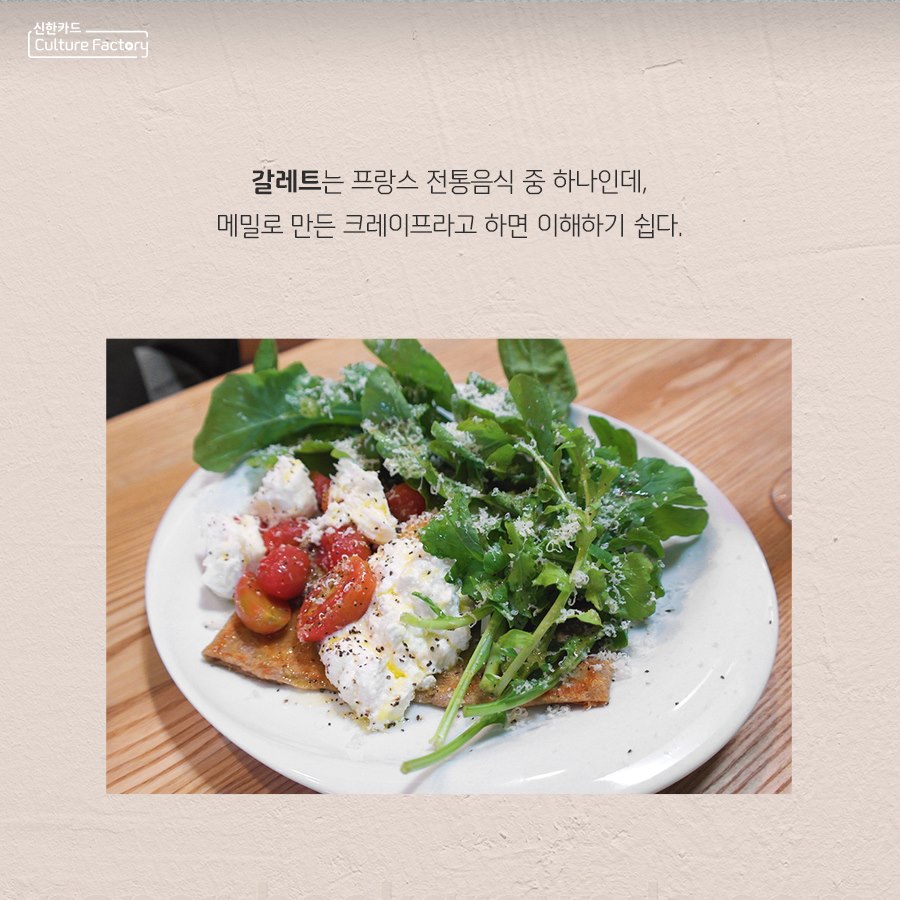 신한카드
Culture Factory
갈레트는 프랑스 전통음식 중 하나인데,
메밀로 만든 크레이프라고 하면 이해하기 쉽다.